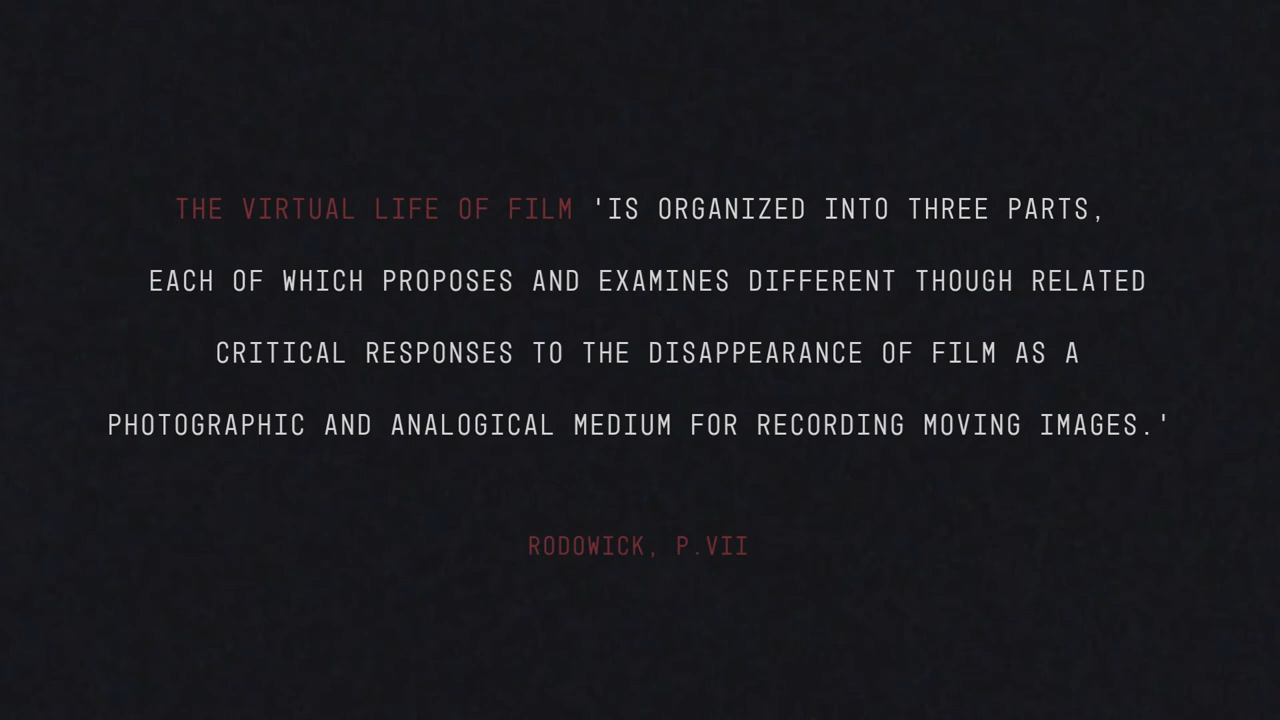 THE VIRTUAL LIFE OF FILM 'IS ORGANIZED INTO THREE PARTS,
EACH OF WHICH PROPOSES AND EXAMINES DIFFERENT THOUGH RELATED
CRITICAL RESPONSES TO THE DISAPPEARANCE OF FILM AS A
PHOTOGRAPHIC AND ANALOGICAL MEDIUM FOR RECORDING MOVING IMAGES.'
RODOWICK, P.VII